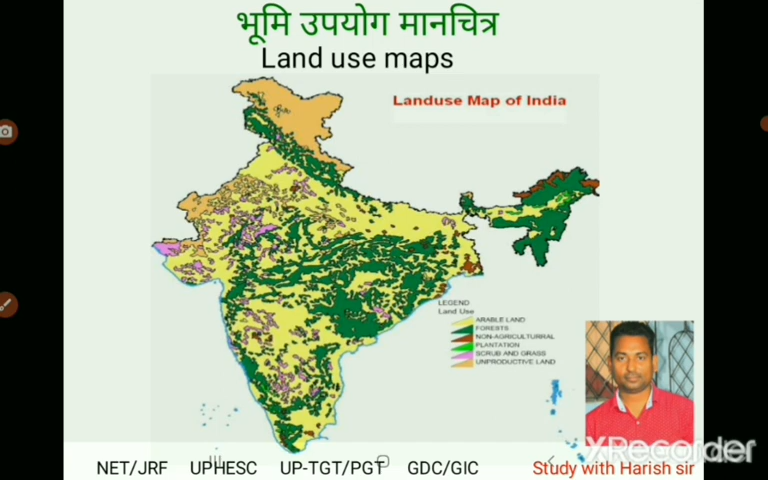 भूमि उपयोग मानचित्र
Land use maps
Landuse Map of India
LEGEND
Land Use
ARABLE LAND
FORESTS
NON-AGRICULTURRAL
PLANTATION
SCRUB AND GRASS
UNPRODUCTIVE LAND
XRecorder
NET/JRF UPHESC UP-TGT/PGT GDC/GIC Study with Harish sir